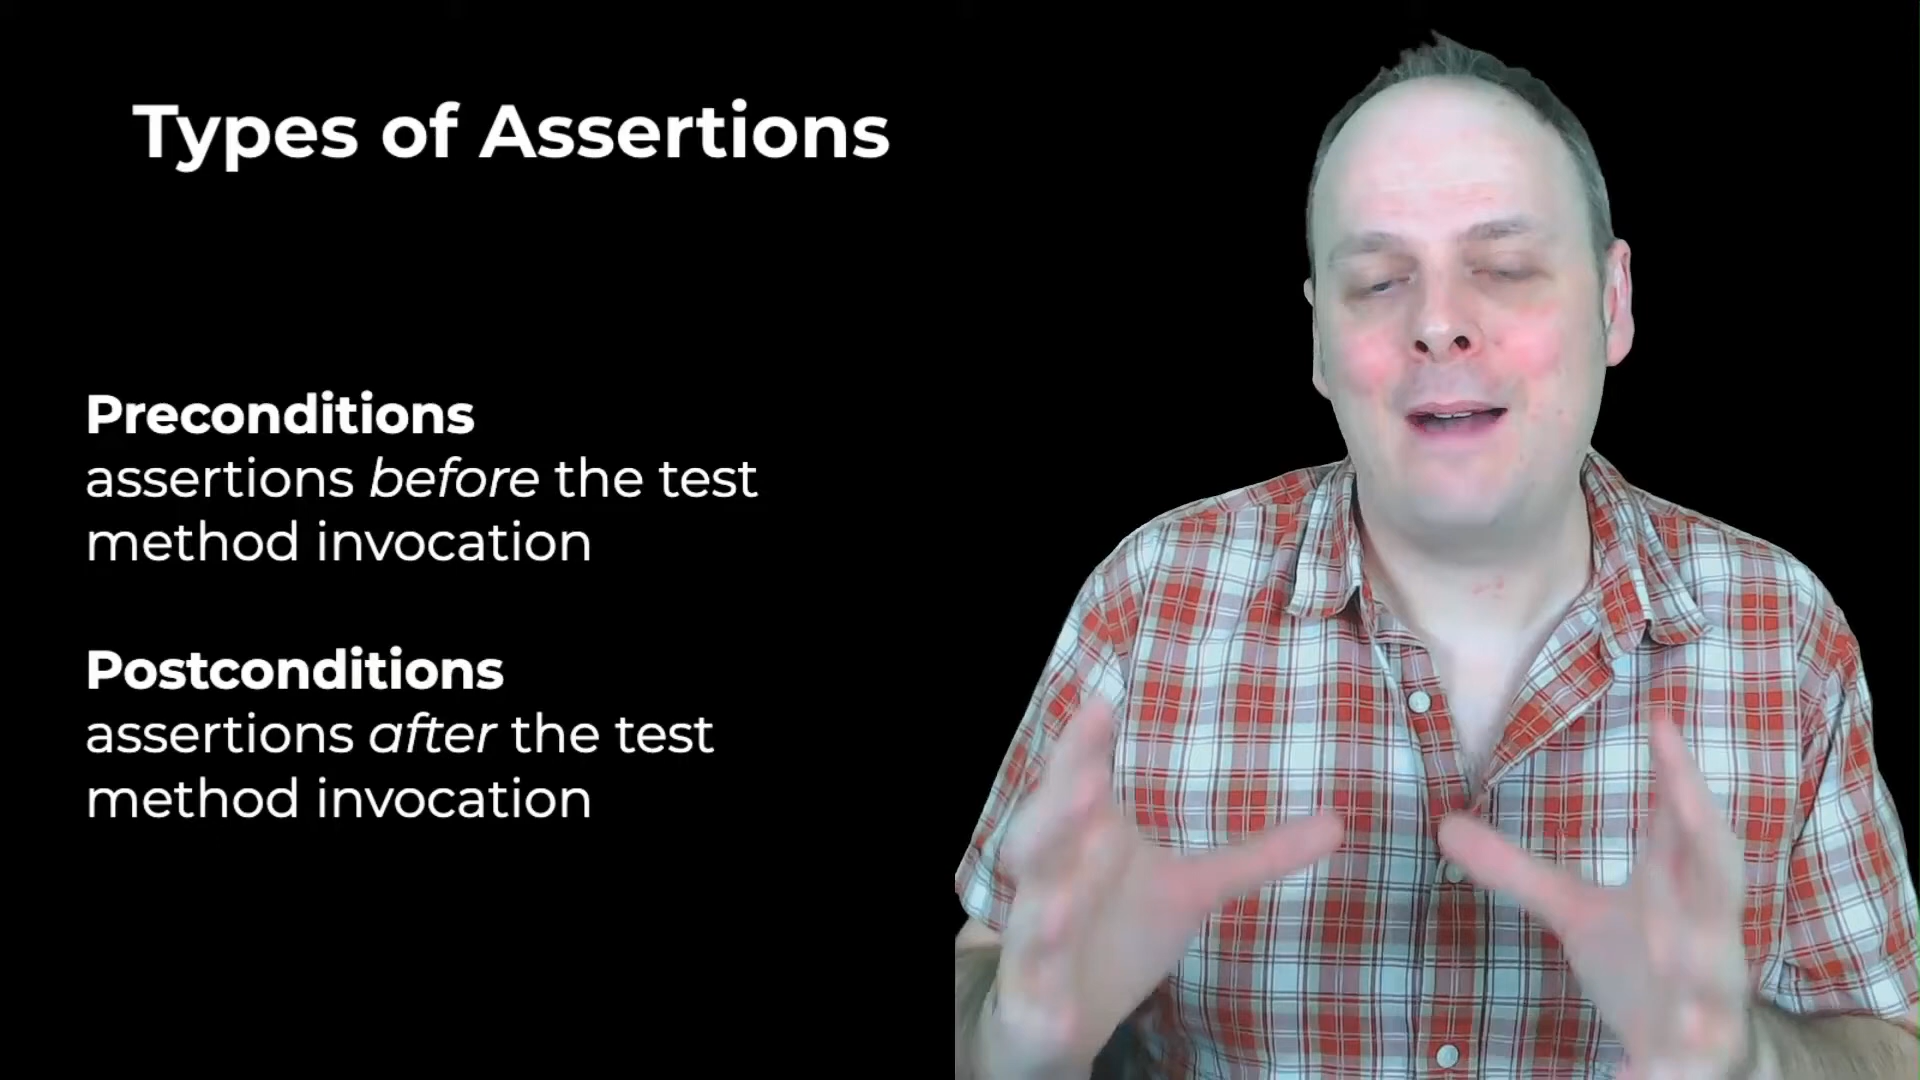 Types of Assertions
Preconditions
assertions before the test
method invocation
Postconditions
assertions after the test
method invocation